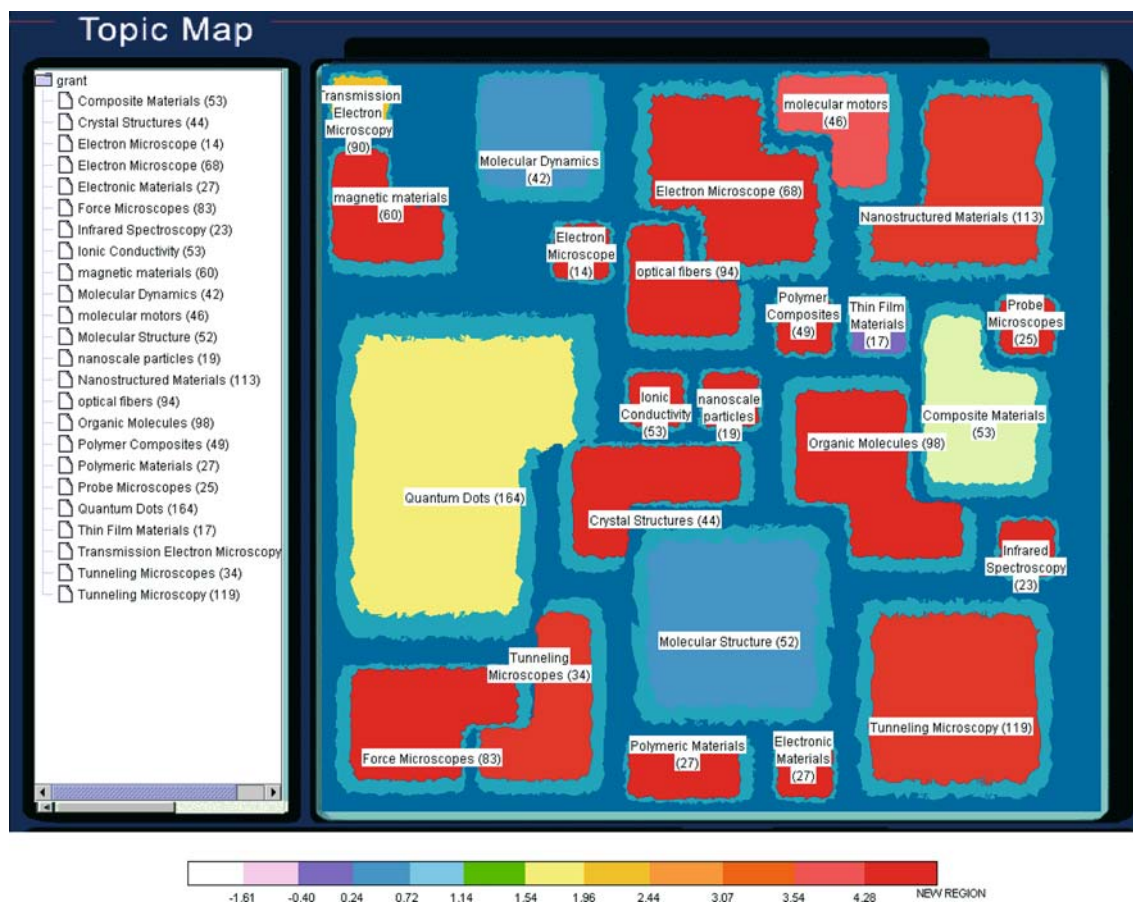 Topic Map
grant
Composite Materials (53)
Crystal Structures (44)
Electron Microscope (14)
Electron Microscope (68)
Electronic Materials (27)
Force Microscopes (83)
Infrared Spectroscopy (23)
Ionic Conductivity (53)
magnetic materials (60)
Molecular Dynamics (42)
molecular motors (46)
Molecular Structure (52)
nanoscale particles (19)
Nanostructured Materials (113)
optical fibers (94)
Organic Molecules (98)
Polymer Composites (49)
Polymeric Materials (27)
Probe Microscopes (25)
Quantum Dots (164)
Thin Film Materials (17)
Transmission Electron Microscopy
Tunneling Microscopes (34)
Tunneling Microscopy (119)
Transmission
Electron
Microscopy
(90)
magnetic materials
(60)
Molecular Dynamics
(42)
Electron Microscope (68)
molecular motors
(46)
Nanostructured Materials (113)
Electron
Microscope
(14)
optical fibers (94)
Polymer
Composites
(49)
Thin Film
Materials
(17)
Probe
Microscopes
(25)
Ionic
Conductivity
(53)
nanoscale
particles
(19)
Composite Materials
(53)
Organic Molecules (98)
Quantum Dots (164)
Crystal Structures (44)
Infrared
Spectroscopy
(23)
Molecular Structure (52)
Tunneling
Microscopes (34)
Tunneling Microscopy (119)
Force Microscopes (83)
Polymeric Materials
(27)
Electronic
Materials
(27)
-1.61 -0.40 0.24 0.72 1.14 1.54 1.96 2.44 3.07 3.54 4.28 NEW REGION